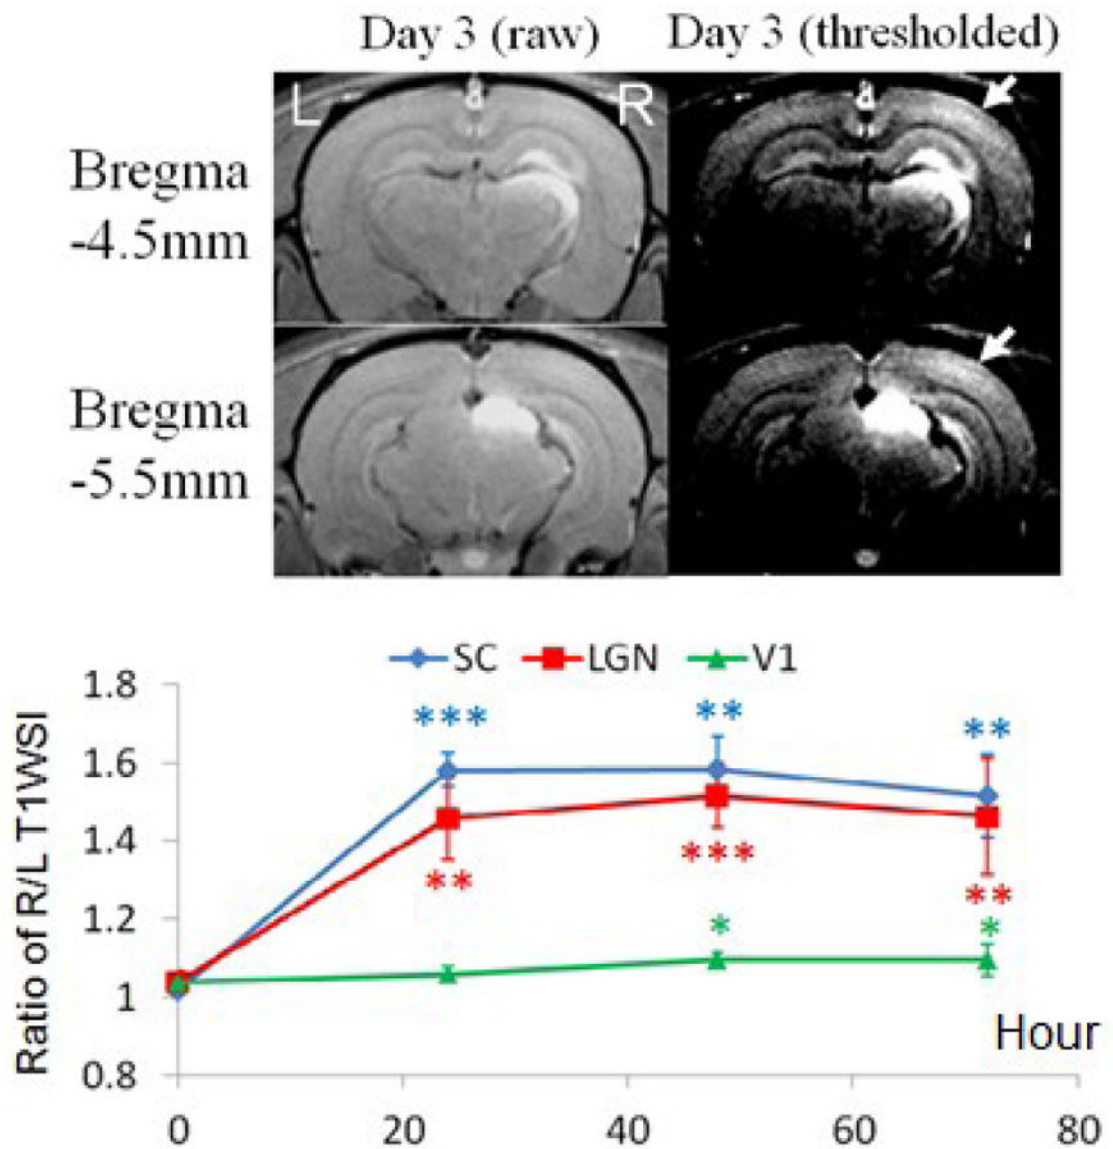 Day 3 (raw) Day 3 (thresholded)
L a R a
Bregma
-4.5mm
Bregma
-5.5mm
SC LGN V1
Ratio of R/L T1WSI
1.8
1.6
1.4
1.2
1
0.8
*** ** **
** *** **
* *
Hour
0 20 40 60 80